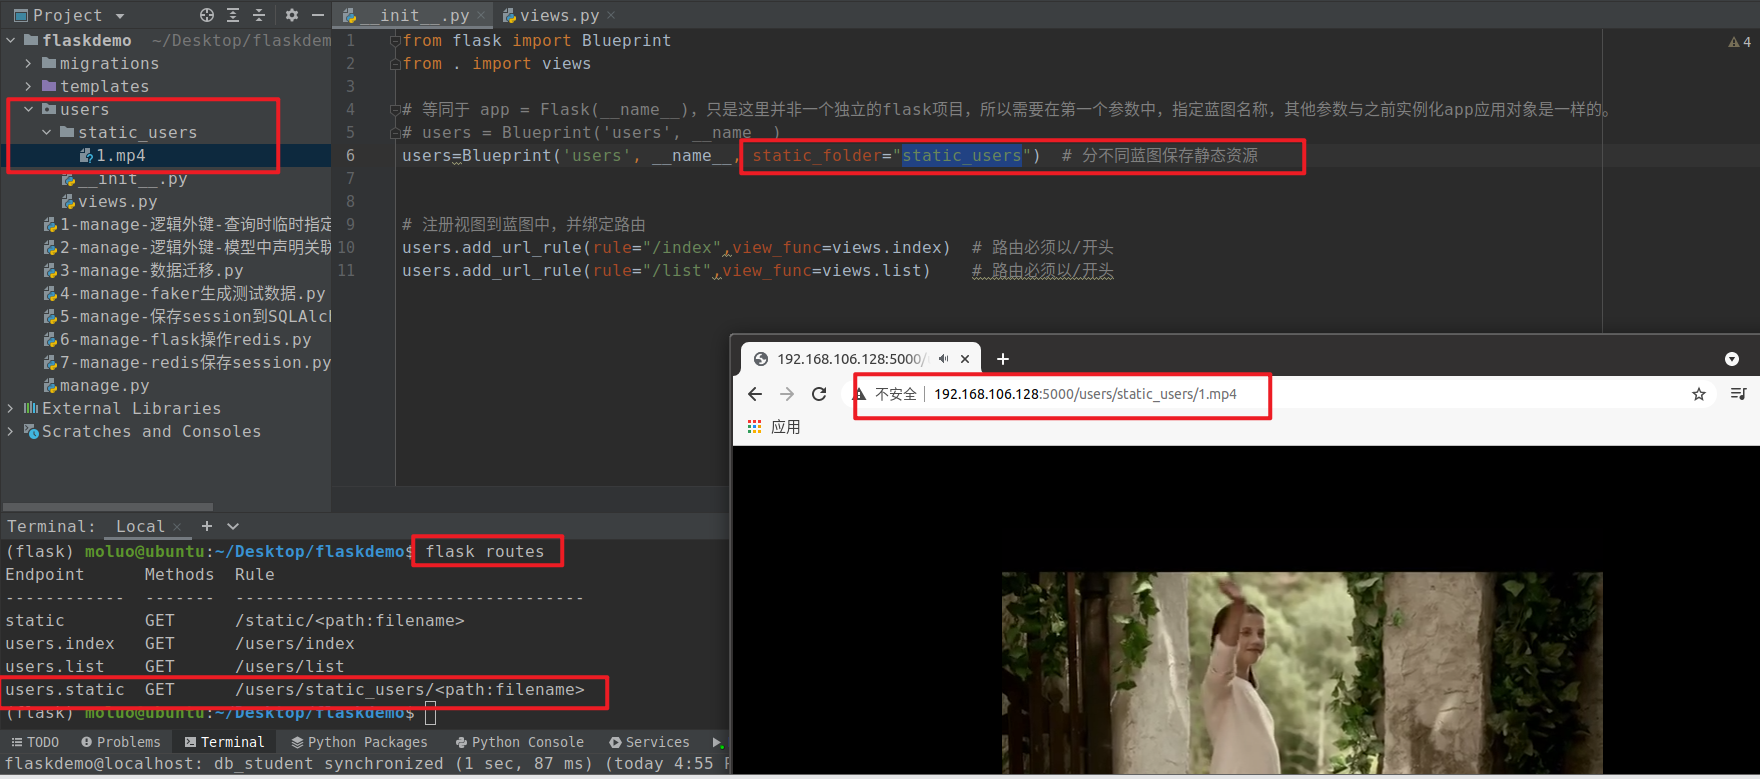 Project
__init__.py
views.py
flaskdemo ~/Desktop/flaskdem
migrations
templates
users
static_users
1.mp4
__init__.py
views.py
1-manage-逻辑外键-查询时临时指定
2-manage-逻辑外键-模型中声明关联
3-manage-数据迁移.py
4-manage-faker生成测试数据.py
5-manage-保存session到SQLAlch
6-manage-flask操作redis.py
7-manage-redis保存session.py
manage.py
External Libraries
Scratches and Consoles
1 from flask import Blueprint
2 from . import views
3
4 # 等同于 app = Flask(__name__)，只是这里并非一个独立的flask项目，所以需要在第一个参数中，指定蓝图名称，其他参数与之前实例化app应用对象是一样的。
5 # users = Blueprint('users', __name__)
6 users=Blueprint('users', __name__, static_folder="static_users") # 分不同蓝图保存静态资源
7
8
9 # 注册视图到蓝图中，并绑定路由
10 users.add_url_rule(rule="/index",view_func=views.index) # 路由必须以/开头
11 users.add_url_rule(rule="/list",view_func=views.list) # 路由必须以/开头
4
192.168.106.128:5000/
不安全 192.168.106.128:5000/users/static_users/1.mp4
应用
Terminal: Local
(flask) moluo@ubuntu:~/Desktop/flaskdemo$ flask routes
Endpoint Methods Rule
------------ ------- -----------------------------------
static GET /static/<path:filename>
users.index GET /users/index
users.list GET /users/list
users.static GET /users/static_users/<path:filename>
(flask) moluo@ubuntu:~/Desktop/flaskdemo$
TODO Problems Terminal Python Packages Python Console Services
flaskdemo@localhost: db_student synchronized (1 sec, 87 ms) (today 4:55 P